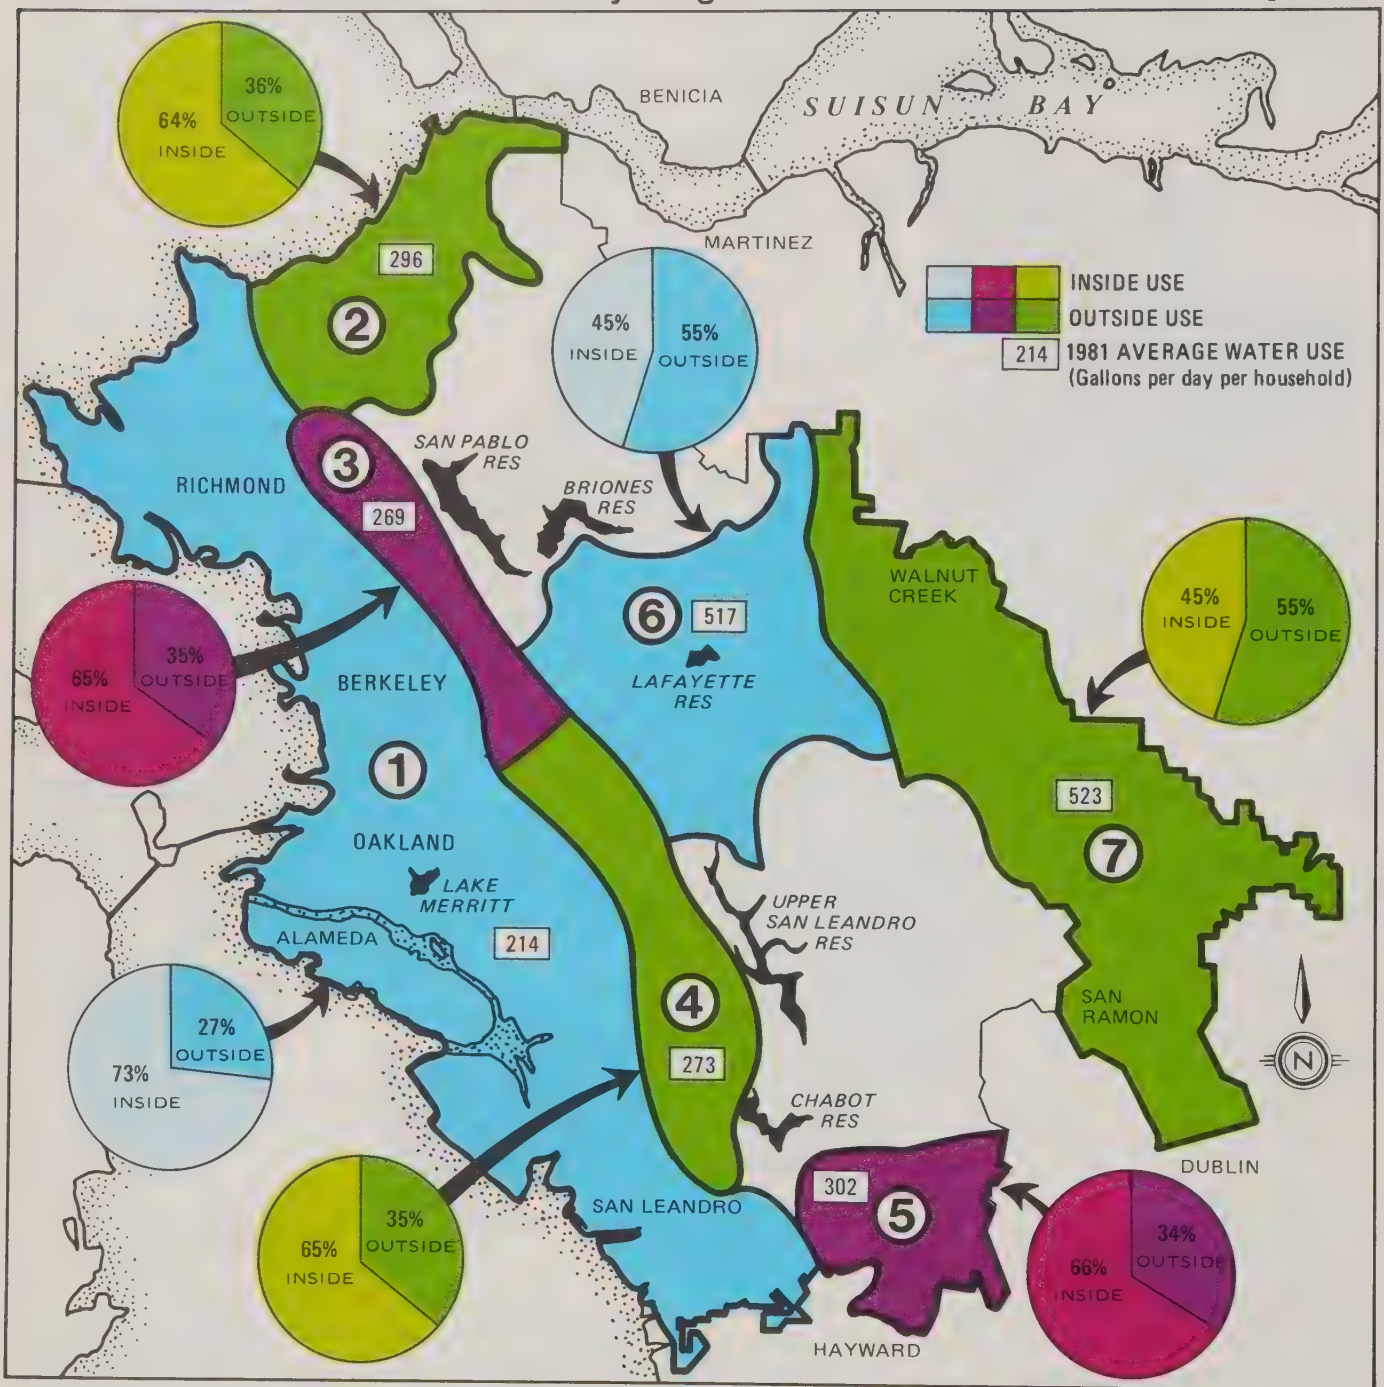 36%
OUTSIDE
64%
INSIDE
BENICIA
SUISUN BAY
MARTINEZ
296
2
45%
INSIDE
55%
OUTSIDE
INSIDE USE
OUTSIDE USE
214 1981 AVERAGE WATER USE
(Gallons per day per household)
3
SAN PABLO
RES
RICHMOND
269
BRIONES
RES
WALNUT
CREEK
6
517
LAFAYETTE
RES
45%
INSIDE
55%
OUTSIDE
35%
OUTSIDE
65%
INSIDE
BERKELEY
1
OAKLAND
LAKE
MERRITT
523
7
UPPER
SAN LEANDRO
RES
ALAMEDA
214
4
273
SAN
RAMON
N
27%
OUTSIDE
73%
INSIDE
CHABOT
RES
DUBLIN
302
5
SAN LEANDRO
35%
OUTSIDE
65%
INSIDE
34%
OUTSIDE
66%
INSIDE
HAYWARD